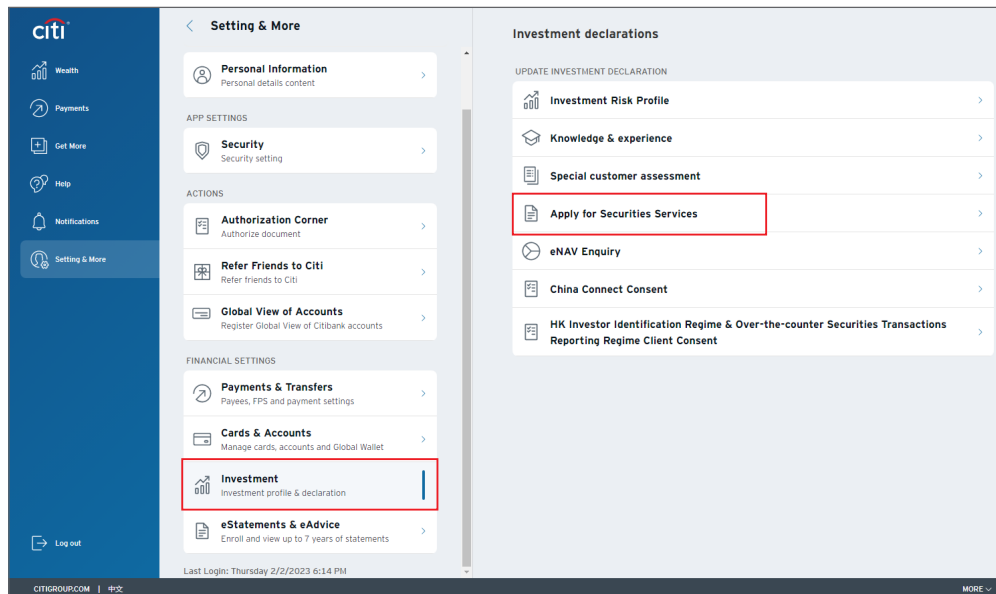 citi
Wealth
Payments
Get More
Help
Notifications
Setting & More
Log out
Setting & More
Personal Information
Personal details content
APP SETTINGS
Security
Security setting
ACTIONS
Authorization Corner
Authorize document
Refer Friends to Citi
Refer friends to Citi
Global View of Accounts
Register Global View of Citibank accounts
FINANCIAL SETTINGS
Payments & Transfers
Payees, FPS and payment settings
Cards & Accounts
Manage cards, accounts and Global Wallet
Investment
Investment profile & declaration
eStatements & eAdvice
Enroll and view up to 7 years of statements
Last Login: Thursday 2/2/2023 6:14 PM
Investment declarations
UPDATE INVESTMENT DECLARATION
Investment Risk Profile
Knowledge & experience
Special customer assessment
Apply for Securities Services
eNAV Enquiry
China Connect Consent
HK Investor Identification Regime & Over-the-counter Securities Transactions
Reporting Regime Client Consent
CITIGROUP.COM | 中文
MORE